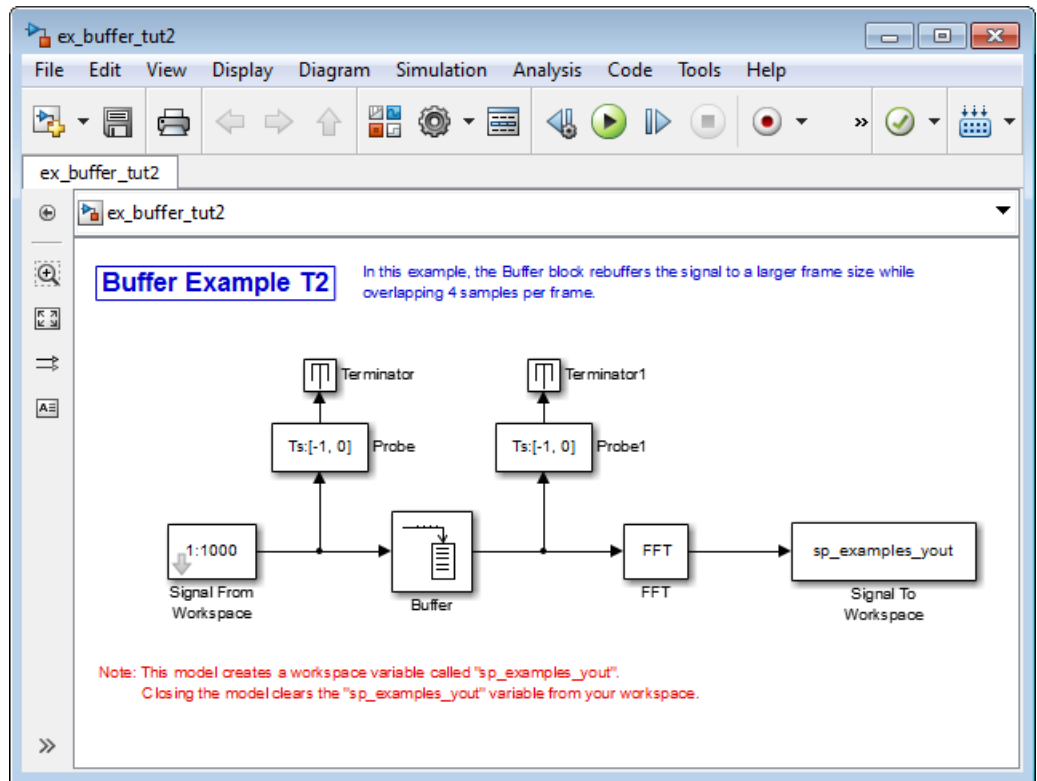 ex_buffer_tut2
File Edit View Display Diagram Simulation Analysis Code Tools Help
»
ex_buffer_tut2
ex_buffer_tut2
Buffer Example T2
In this example, the Buffer block rebuffers the signal to a larger frame size while
overlapping 4 samples per frame.
Terminator
Terminator1
Ts:[-1, 0]
Probe
Ts:[-1, 0]
Probe1
1:1000
FFT
sp_examples_yout
Signal From
Workspace
Buffer
FFT
Signal To
Workspace
Note: This model creates a workspace variable called "sp_examples_yout".
Closing the model clears the "sp_examples_yout" variable from your workspace.
»